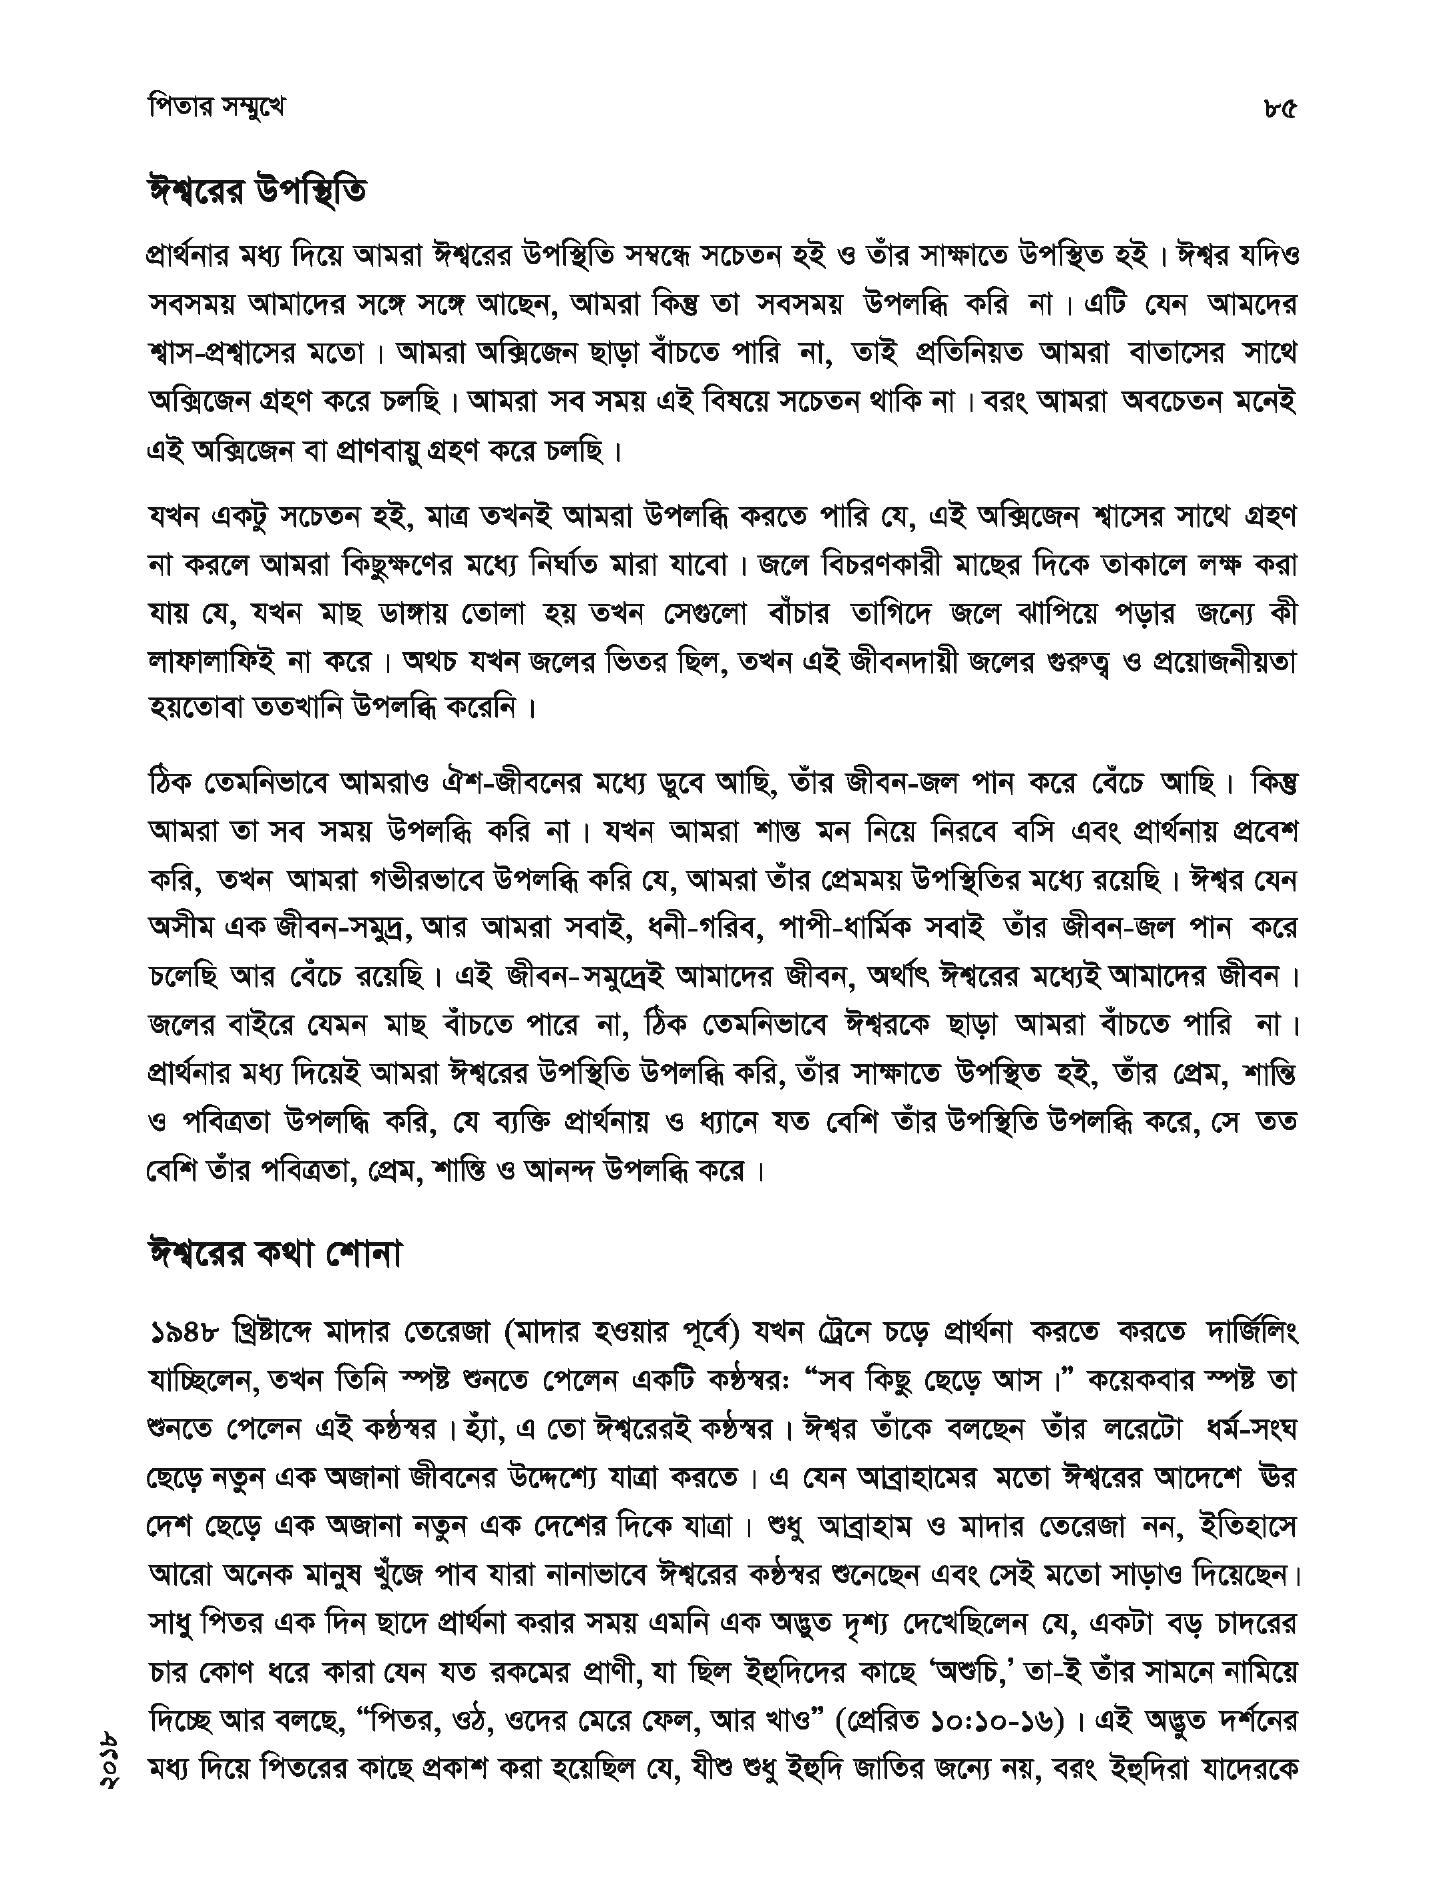 পিতার সম্মুখে ৮৫
ঈশ্বরের উপস্থিতি
প্রার্থনার মধ্য দিয়ে আমরা ঈশ্বরের উপস্থিতি সম্বন্ধে সচেতন হই ও তাঁর সাক্ষাতে উপস্থিত হই। ঈশ্বর যদিও
সবসময় আমাদের সঙ্গে সঙ্গে আছেন, আমরা কিন্তু তা সবসময় উপলব্ধি করি না। এটি যেন আমদের
শ্বাস-প্রশ্বাসের মতো। আমরা অক্সিজেন ছাড়া বাঁচতে পারি না, তাই প্রতিনিয়ত আমরা বাতাসের সাথে
অক্সিজেন গ্রহণ করে চলছি। আমরা সব সময় এই বিষয়ে সচেতন থাকি না। বরং আমরা অবচেতন মনেই
এই অক্সিজেন বা প্রাণবায়ু গ্রহণ করে চলছি।
যখন একটু সচেতন হই, মাত্র তখনই আমরা উপলব্ধি করতে পারি যে, এই অক্সিজেন শ্বাসের সাথে গ্রহণ
না করলে আমরা কিছুক্ষণের মধ্যে নির্ঘাত মারা যাবো। জলে বিচরণকারী মাছের দিকে তাকালে লক্ষ করা
যায় যে, যখন মাছ ডাঙ্গায় তোলা হয় তখন সেগুলো বাঁচার তাগিদে জলে ঝাপিয়ে পড়ার জন্যে কী
লাফালাফিই না করে। অথচ যখন জলের ভিতর ছিল, তখন এই জীবনদায়ী জলের গুরুত্ব ও প্রয়োজনীয়তা
হয়তোবা ততখানি উপলব্ধি করেনি।
ঠিক তেমনিভাবে আমরাও ঐশ-জীবনের মধ্যে ডুবে আছি, তাঁর জীবন-জল পান করে বেঁচে আছি। কিন্তু
আমরা তা সব সময় উপলব্ধি করি না। যখন আমরা শান্ত মন নিয়ে নিরবে বসি এবং প্রার্থনায় প্রবেশ
করি, তখন আমরা গভীরভাবে উপলব্ধি করি যে, আমরা তাঁর প্রেমময় উপস্থিতির মধ্যে রয়েছি। ঈশ্বর যেন
অসীম এক জীবন-সমুদ্র, আর আমরা সবাই, ধনী-গরিব, পাপী-ধার্মিক সবাই তাঁর জীবন-জল পান করে
চলেছি আর বেঁচে রয়েছি। এই জীবন-সমুদ্রেই আমাদের জীবন, অর্থাৎ ঈশ্বরের মধ্যেই আমাদের জীবন।
জলের বাইরে যেমন মাছ বাঁচতে পারে না, ঠিক তেমনিভাবে ঈশ্বরকে ছাড়া আমরা বাঁচতে পারি না।
প্রার্থনার মধ্য দিয়েই আমরা ঈশ্বরের উপস্থিতি উপলব্ধি করি, তাঁর সাক্ষাতে উপস্থিত হই, তাঁর প্রেম, শান্তি
ও পবিত্রতা উপলদ্ধি করি, যে ব্যক্তি প্রার্থনায় ও ধ্যানে যত বেশি তাঁর উপস্থিতি উপলব্ধি করে, সে তত
বেশি তাঁর পবিত্রতা, প্রেম, শান্তি ও আনন্দ উপলব্ধি করে।
ঈশ্বরের কথা শোনা
১৯৪৮ খ্রিষ্টাব্দে মাদার তেরেজা (মাদার হওয়ার পূর্বে) যখন ট্রেনে চড়ে প্রার্থনা করতে করতে দার্জিলিং
যাচ্ছিলেন, তখন তিনি স্পষ্ট শুনতে পেলেন একটি কণ্ঠস্বর: “সব কিছু ছেড়ে আস।” কয়েকবার স্পষ্ট তা
শুনতে পেলেন এই কণ্ঠস্বর। হ্যাঁ, এ তো ঈশ্বরেরই কণ্ঠস্বর। ঈশ্বর তাঁকে বলছেন তাঁর লরেটো ধর্ম-সংঘ
ছেড়ে নতুন এক অজানা জীবনের উদ্দেশ্যে যাত্রা করতে। এ যেন আব্রাহামের মতো ঈশ্বরের আদেশে ঊর
দেশ ছেড়ে এক অজানা নতুন এক দেশের দিকে যাত্রা। শুধু আব্রাহাম ও মাদার তেরেজা নন, ইতিহাসে
আরো অনেক মানুষ খুঁজে পাব যারা নানাভাবে ঈশ্বরের কণ্ঠস্বর শুনেছেন এবং সেই মতো সাড়াও দিয়েছেন।
সাধু পিতর এক দিন ছাদে প্রার্থনা করার সময় এমনি এক অদ্ভুত দৃশ্য দেখেছিলেন যে, একটা বড় চাদরের
চার কোণ ধরে কারা যেন যত রকমের প্রাণী, যা ছিল ইহুদিদের কাছে ‘অশুচি,’ তা-ই তাঁর সামনে নামিয়ে
দিচ্ছে আর বলছে, “পিতর, ওঠ, ওদের মেরে ফেল, আর খাও” (প্রেরিত ১০:১০-১৬)। এই অদ্ভুত দর্শনের
মধ্য দিয়ে পিতরের কাছে প্রকাশ করা হয়েছিল যে, যীশু শুধু ইহুদি জাতির জন্যে নয়, বরং ইহুদিরা যাদেরকে
২০১৮